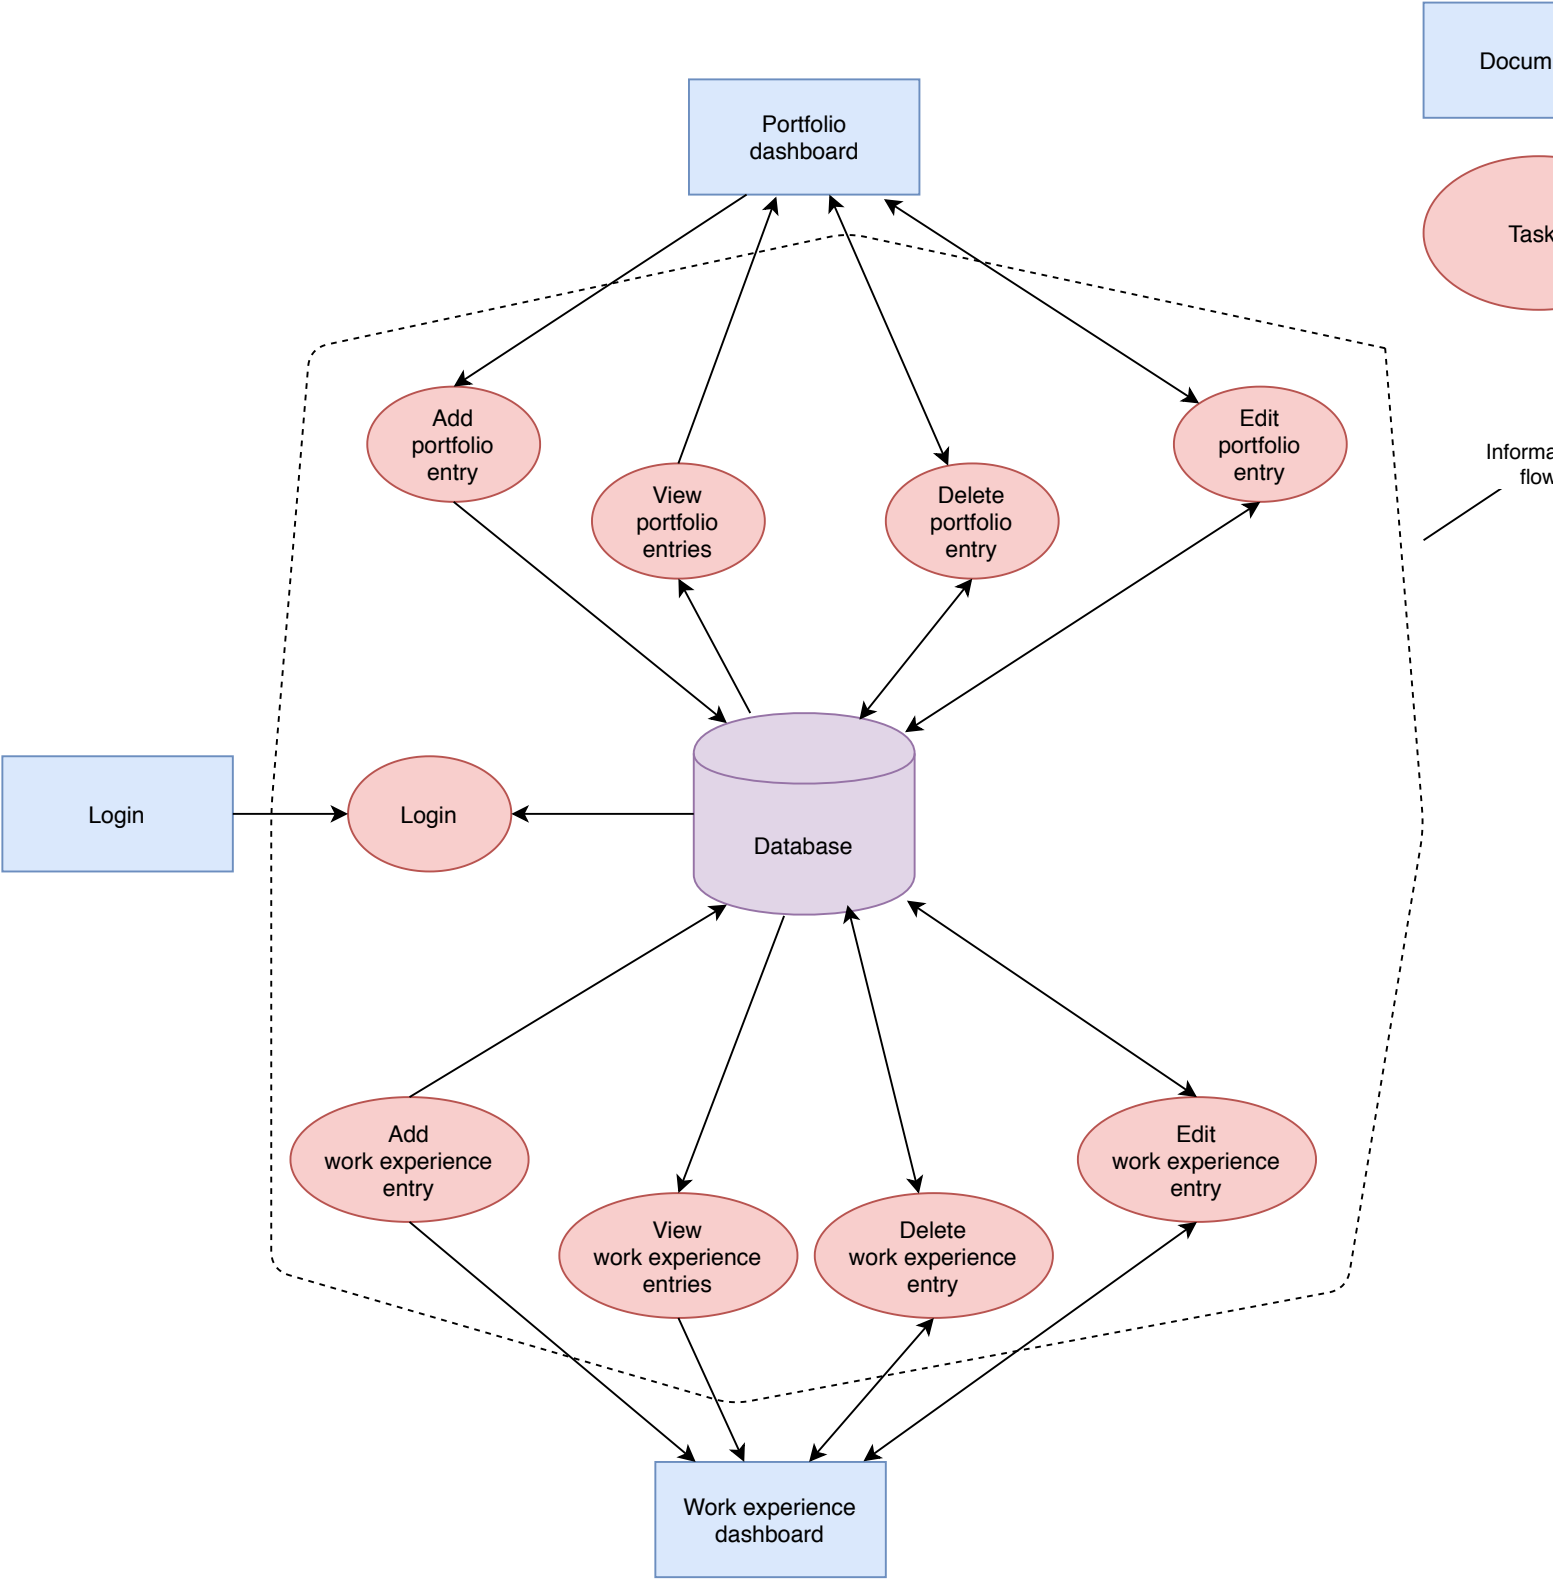 Portfolio
dashboard
Add
portfolio
entry
View
portfolio
entries
Delete
portfolio
entry
Edit
portfolio
entry
Login
Login
Database
Add
work experience
entry
View
work experience
entries
Delete
work experience
entry
Edit
work experience
entry
Work experience
dashboard
Task
flow